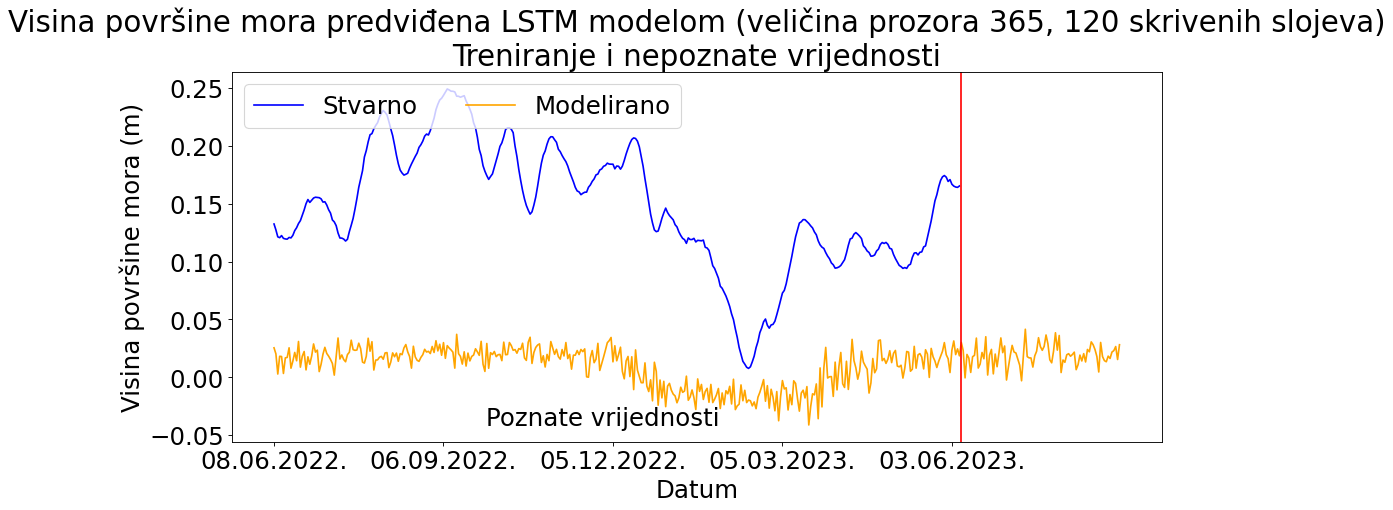 Visina površine mora predviđena LSTM modelom (veličina prozora 365, 120 skrivenih slojeva)
Treniranje i nepoznate vrijednosti
Stvarno
Modelirano
Visina površine mora (m)
0.25
0.20
0.15
0.10
0.05
0.00
−0.05
Poznate vrijednosti
08.06.2022.
06.09.2022.
05.12.2022.
05.03.2023.
03.06.2023.
Datum